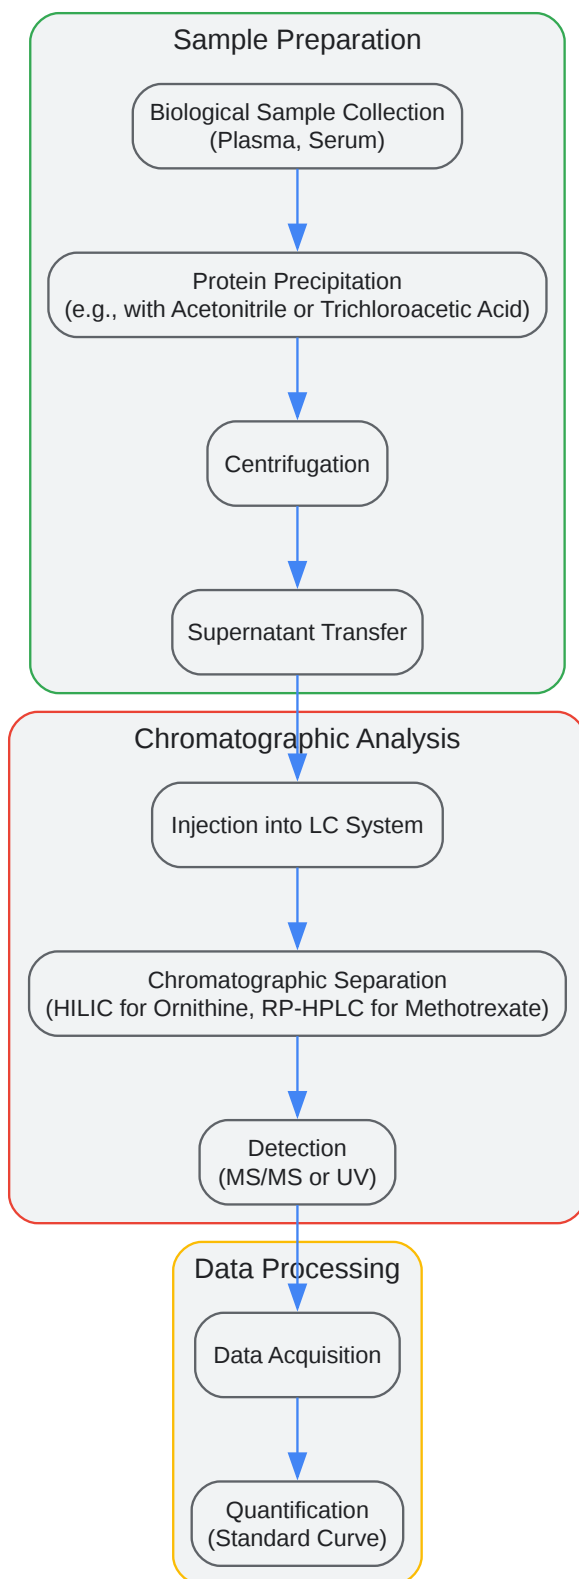 Sample Preparation
Biological Sample Collection
(Plasma, Serum)
Protein Precipitation
(e.g., with Acetonitrile or Trichloroacetic Acid)
Centrifugation
Supernatant Transfer
Chromatographic Analysis
Injection into LC System
Chromatographic Separation
(HILIC for Ornithine, RP-HPLC for Methotrexate)
Detection
(MS/MS or UV)
Data Processing
Data Acquisition
Quantification
(Standard Curve)